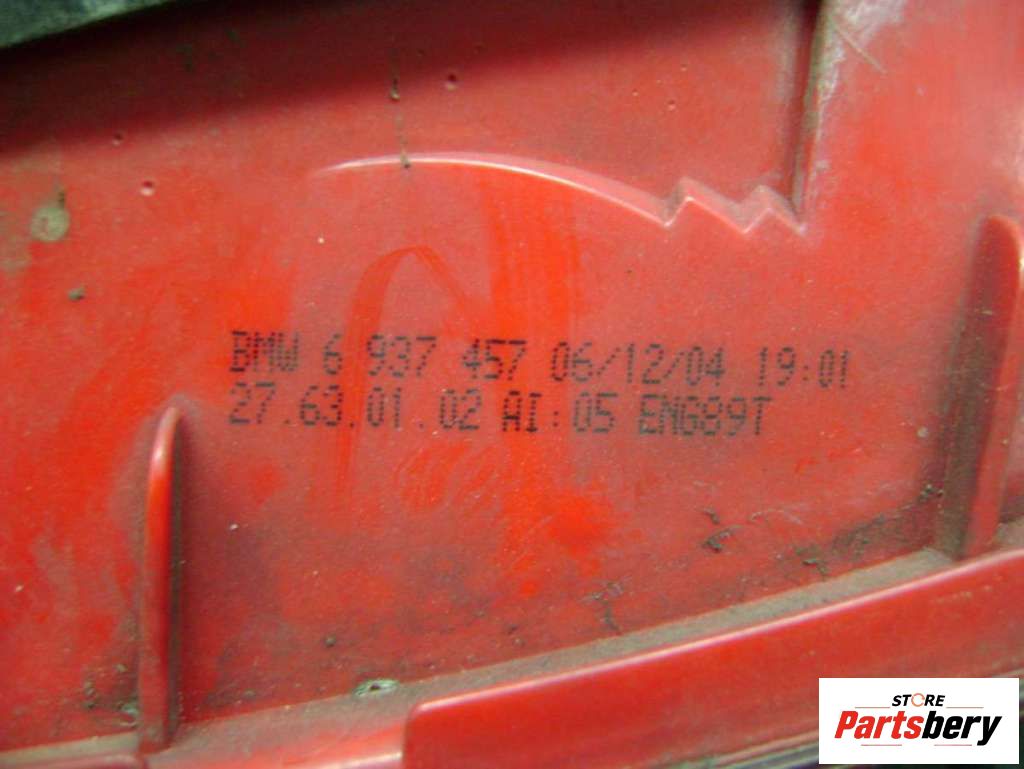 BMW 6 937 457 06/12/04 19:01
27.63.01.02 AI:05 ENG89T
STORE
Partsbery